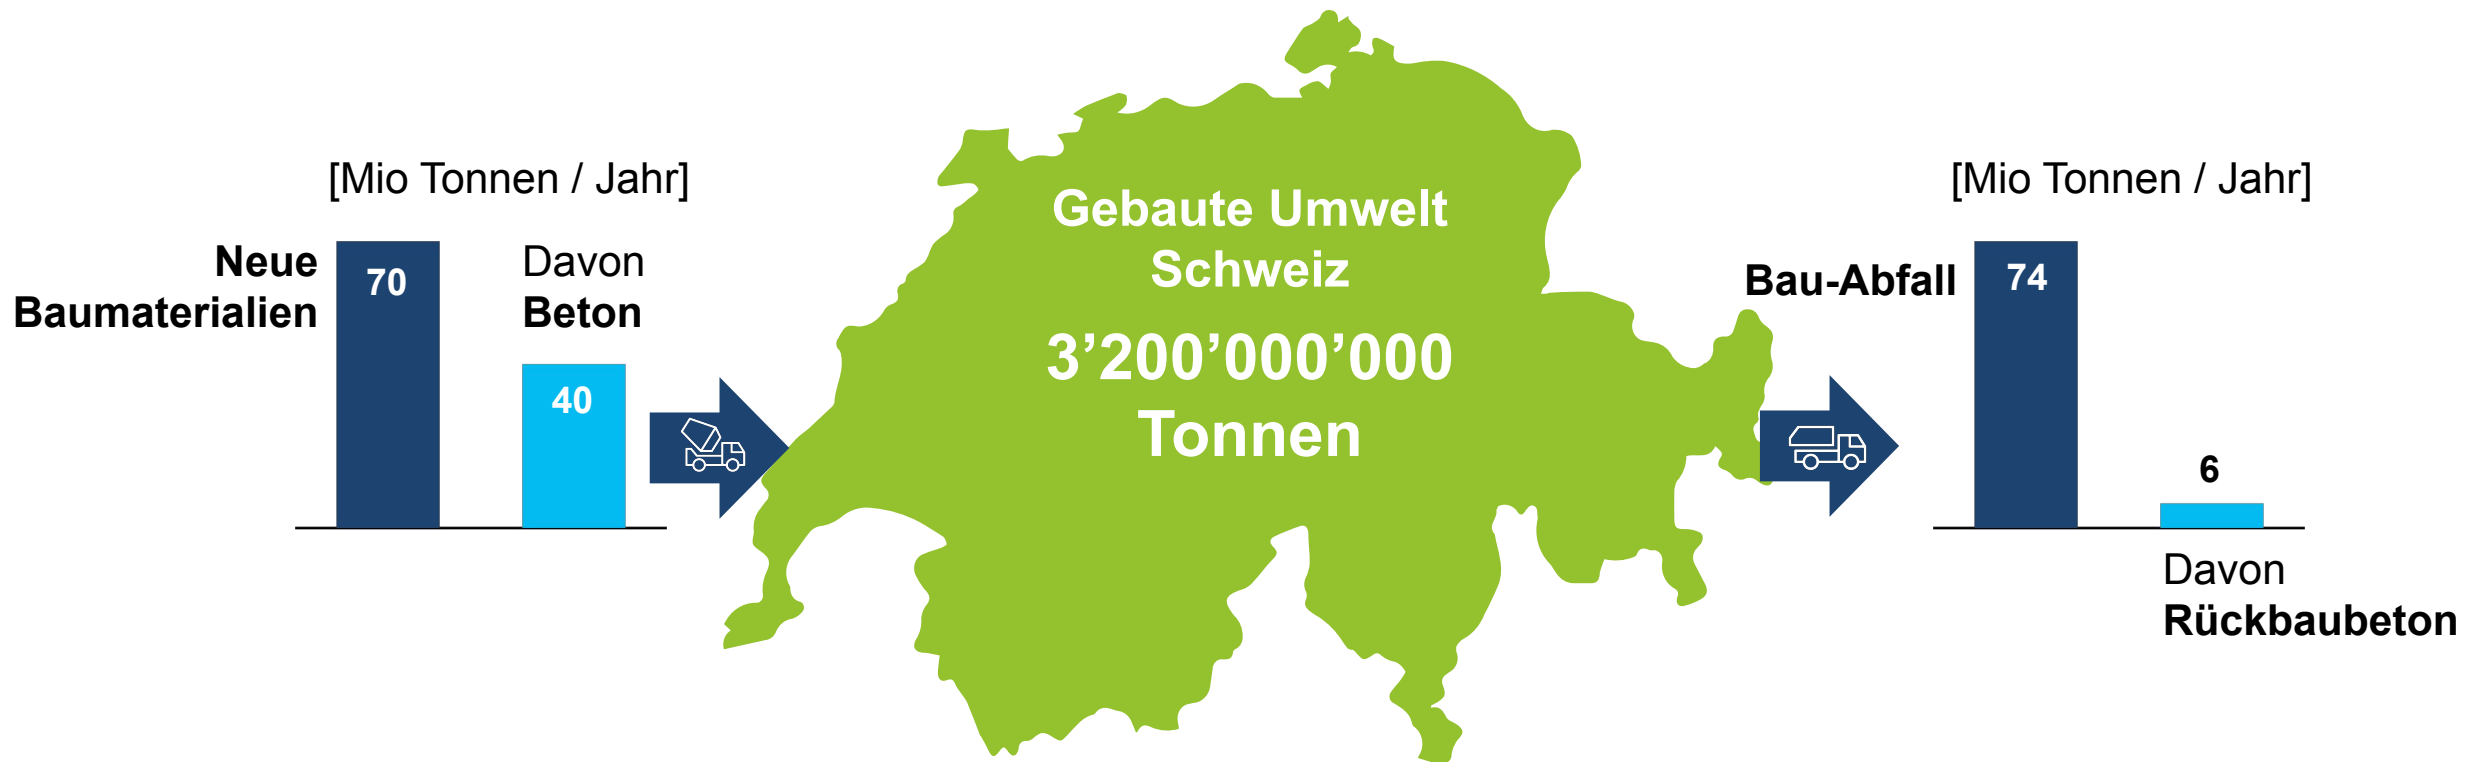 [Mio Tonnen / Jahr]
Neue
Baumaterialien
70
Davon
Beton
40
Gebaute Umwelt
Schweiz
3’200’000’000
Tonnen
[Mio Tonnen / Jahr]
Bau-Abfall
74
6
Davon
Rückbaubeton